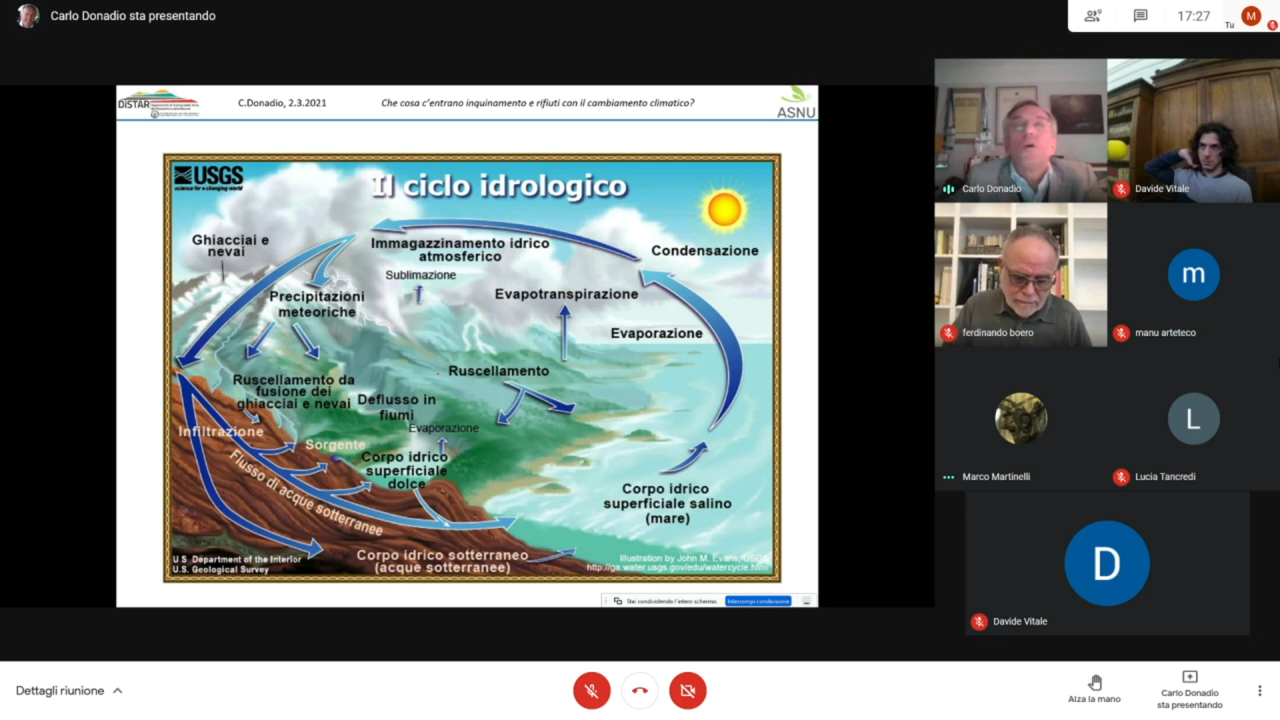 Carlo Donadio sta presentando
9
17:27
Tu
M
DiSTAR
C.Donadio, 2.3.2021
Che cosa c'entrano inquinamento e rifiuti con il cambiamento climatico?
ASNU
USGS
science for a changing world
Il ciclo idrologico
Ghiacciai e
nevai
Immagazzinamento idrico
atmosferico
Condensazione
Sublimazione
Precipitazioni
meteoriche
Evapotraspirazione
Evaporazione
Ruscellamento
Ruscellamento da
fusione dei
ghiacciai e nevai
Deflusso in
fiumi
Evaporazione
Infiltrazione
Sorgente
Flusso di acque sotterranee
Corpo idrico
superficiale
dolce
Corpo idrico
superficiale salino
(mare)
Corpo idrico sotterraneo
(acque sotterranee)
U S Department of the Interior
U.S. Geological Survey
Illustration by John M. Evans, USGS
http://ga.water.usgs.gov/edu/watercycle.html
Stai condividendo l'intero schermo.
Interrompi condivisione
Carlo Donadio
Davide Vitale
ferdinando boero
m
manu arteteco
Marco Martinelli
L
Lucia Tancredi
D
Davide Vitale
Dettagli riunione
Alza la mano
Carlo Donadio
sta presentando